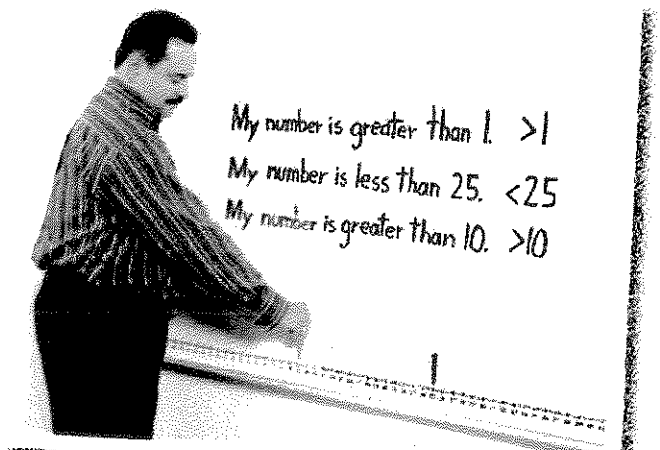 My number is greater than 1. >1
My number is less than 25. <25
My number is greater than 10. >10